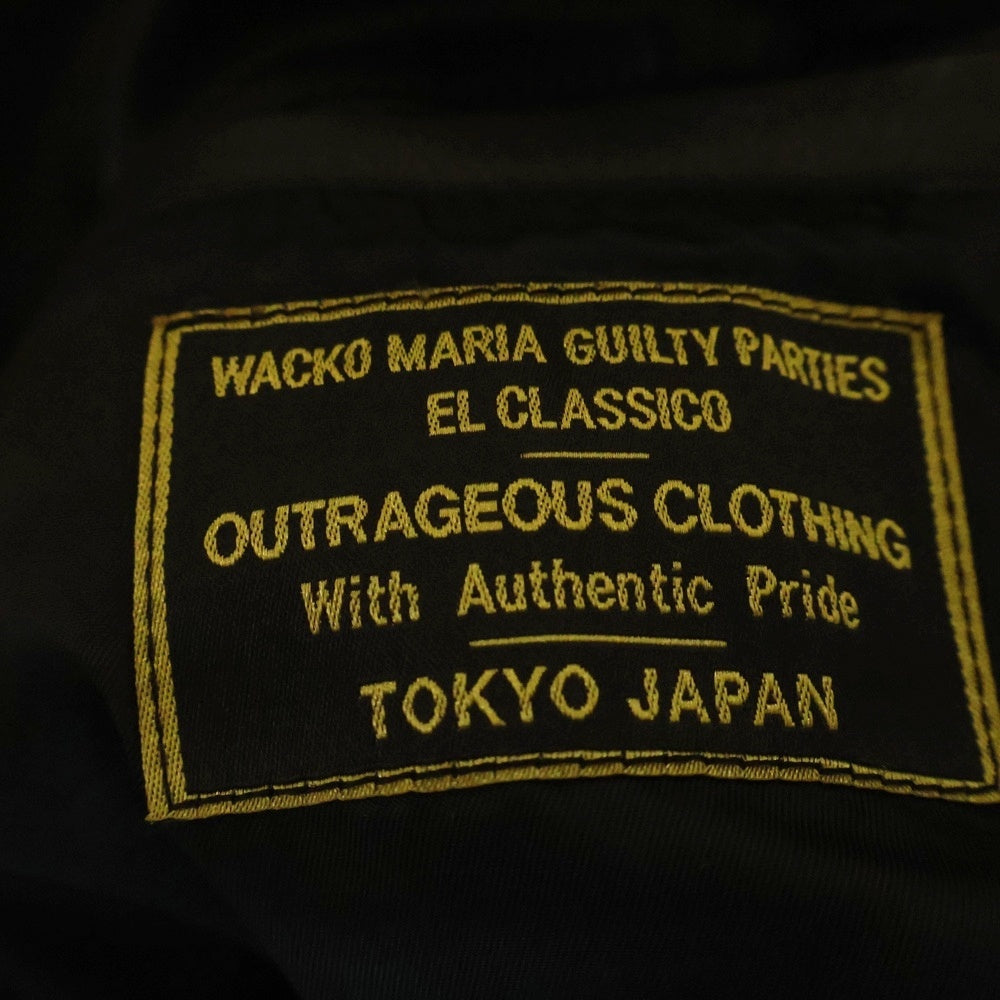 WACKO MARIA GUILTY PARTIES
EL CLASSICO
OUTRAGEOUS CLOTHING
With Authentic Pride
TOKYO JAPAN